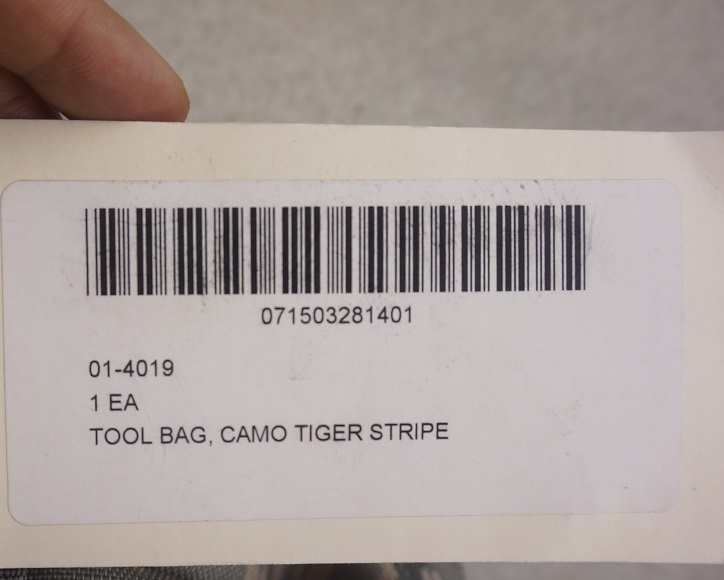 071503281401
01-4019
1 EA
TOOL BAG, CAMO TIGER STRIPE